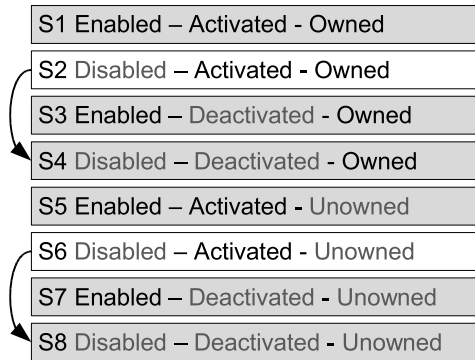 S1 Enabled – Activated - Owned
S2 Disabled – Activated - Owned
S3 Enabled – Deactivated - Owned
S4 Disabled – Deactivated - Owned
S5 Enabled – Activated - Unowned
S6 Disabled – Activated - Unowned
S7 Enabled – Deactivated - Unowned
S8 Disabled – Deactivated - Unowned